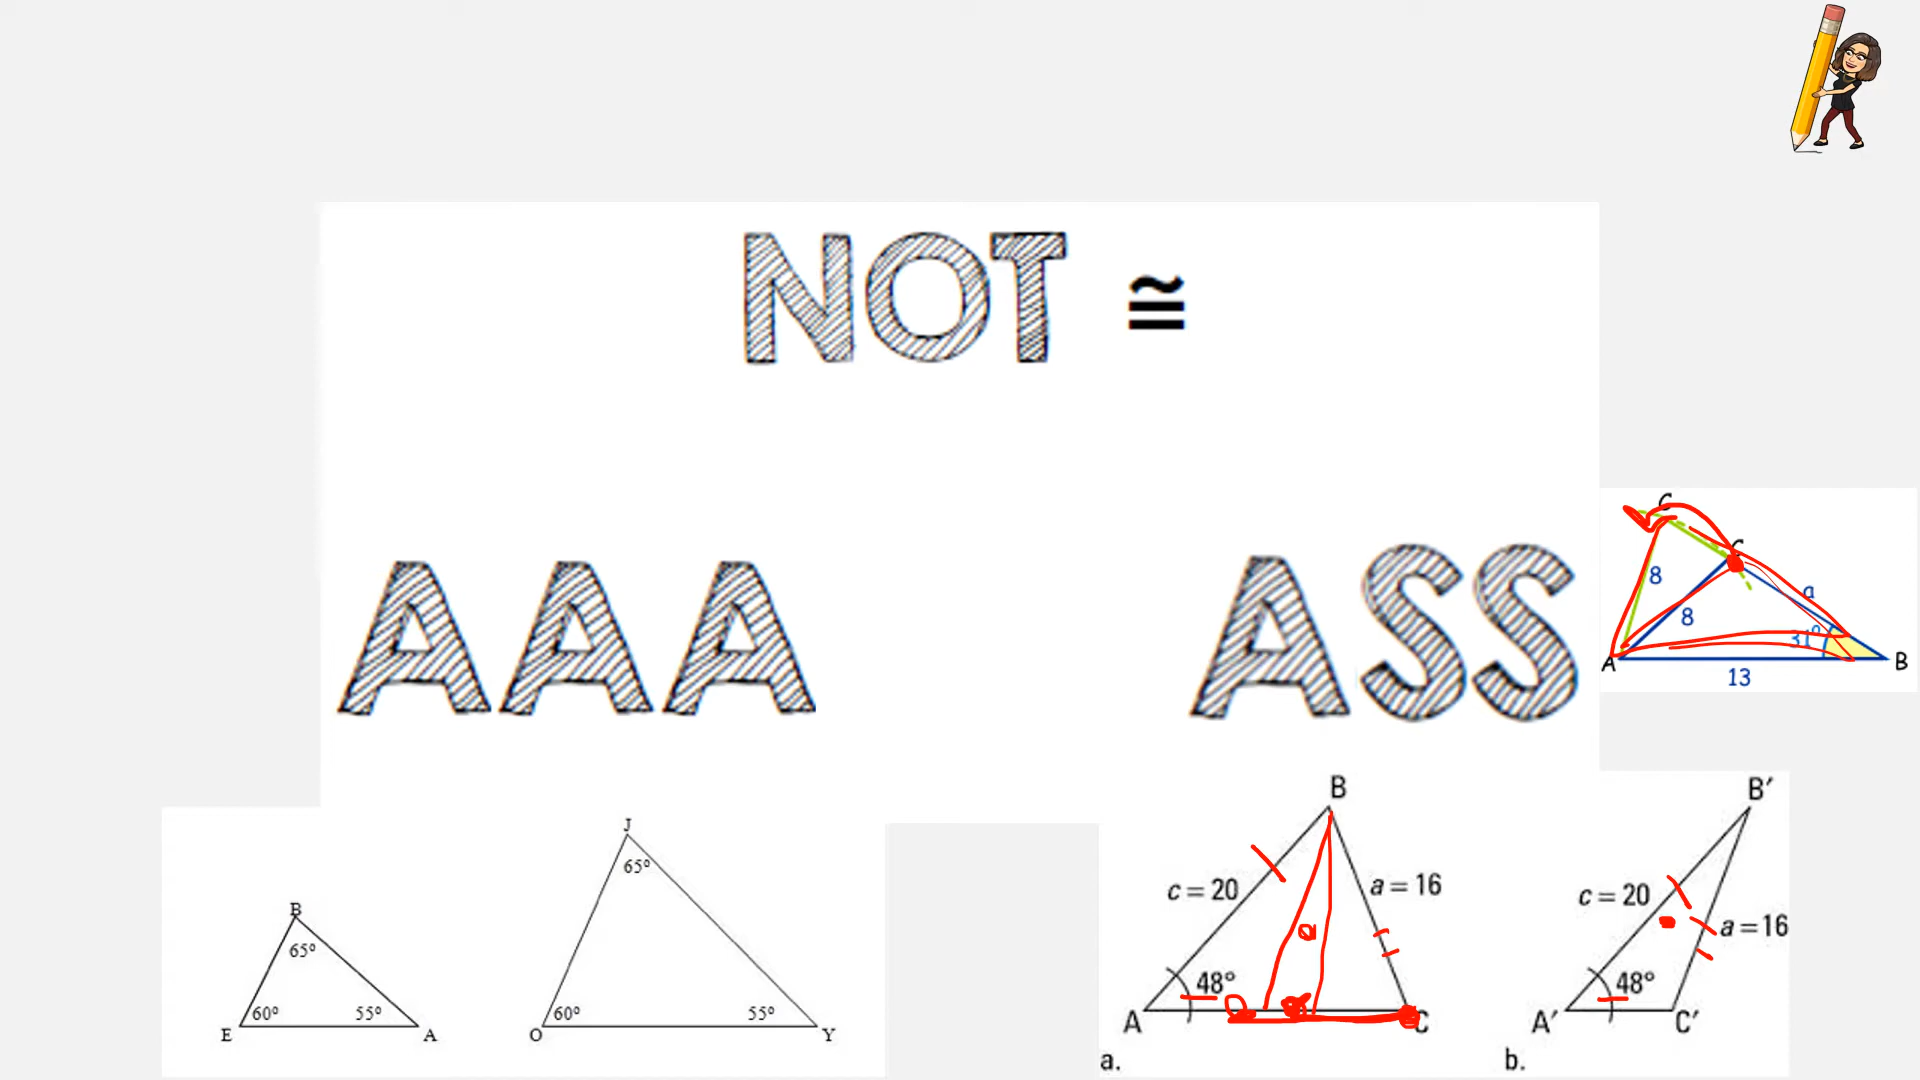 NOT ≅
AAA
ASS
C
C
8
8
a
31°
A
13
B
B
65°
60°
55°
E
A
J
65°
60°
55°
O
Y
B
c = 20
a = 16
48°
A
C
a.
B′
c = 20
a = 16
48°
A′
C′
b.